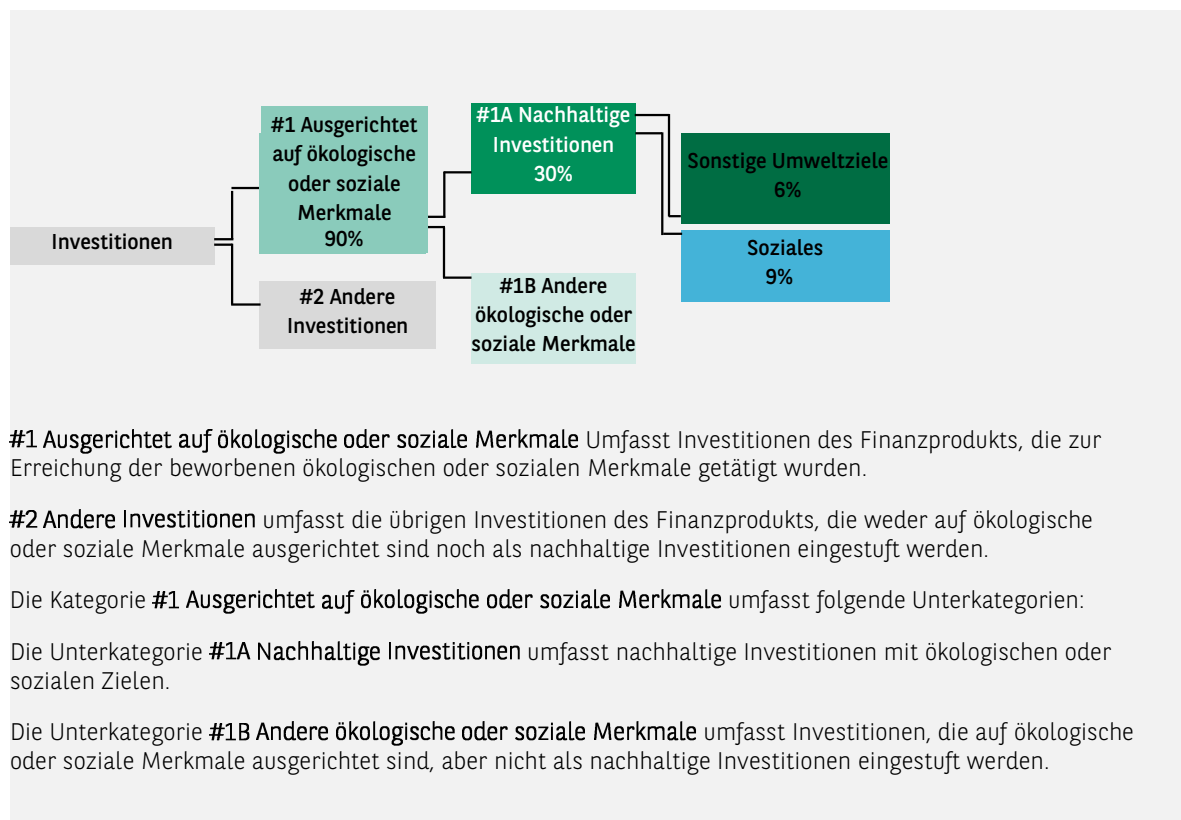 #1 Ausgerichtet
auf ökologische
oder soziale
Merkmale
90%
#1A Nachhaltige
Investitionen
30%
Sonstige Umweltziele
6%
Investitionen
Soziales
9%
#2 Andere
Investitionen
#1B Andere
ökologische oder
soziale Merkmale
#1 Ausgerichtet auf ökologische oder soziale Merkmale Umfasst Investitionen des Finanzprodukts, die zur
Erreichung der beworbenen ökologischen oder sozialen Merkmale getätigt wurden.
#2 Andere Investitionen umfasst die übrigen Investitionen des Finanzprodukts, die weder auf ökologische
oder soziale Merkmale ausgerichtet sind noch als nachhaltige Investitionen eingestuft werden.
Die Kategorie #1 Ausgerichtet auf ökologische oder soziale Merkmale umfasst folgende Unterkategorien:
Die Unterkategorie #1A Nachhaltige Investitionen umfasst nachhaltige Investitionen mit ökologischen oder
sozialen Zielen.
Die Unterkategorie #1B Andere ökologische oder soziale Merkmale umfasst Investitionen, die auf ökologische
oder soziale Merkmale ausgerichtet sind, aber nicht als nachhaltige Investitionen eingestuft werden.